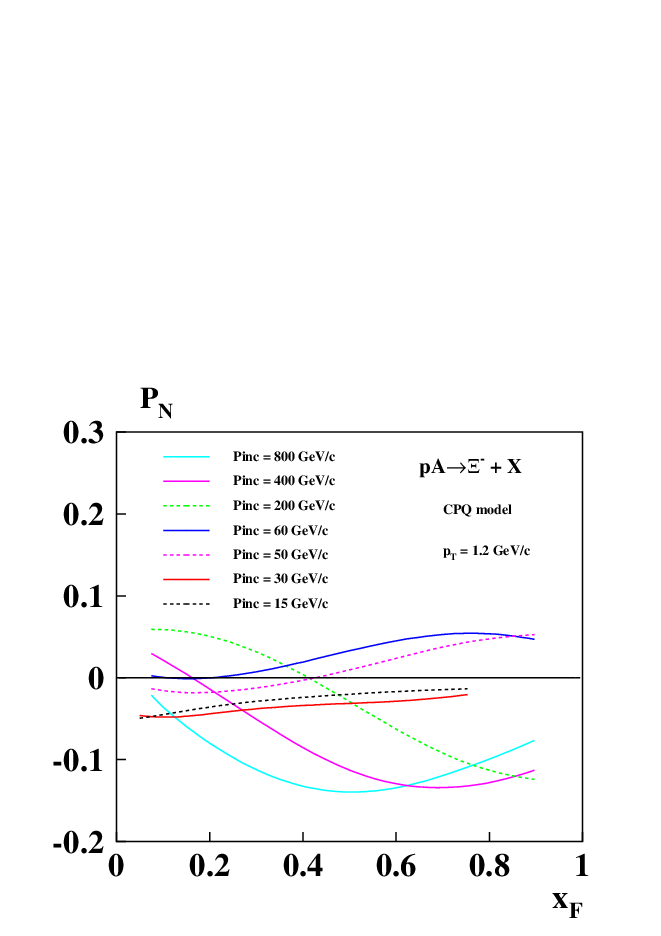 P_N
0.3
0.2
0.1
0
-0.1
-0.2
Pinc = 800 GeV/c
Pinc = 400 GeV/c
Pinc = 200 GeV/c
Pinc = 60 GeV/c
Pinc = 50 GeV/c
Pinc = 30 GeV/c
Pinc = 15 GeV/c
pA→Ξ⁻ + X
CPQ model
p_T = 1.2 GeV/c
0 0.2 0.4 0.6 0.8 1
x_F